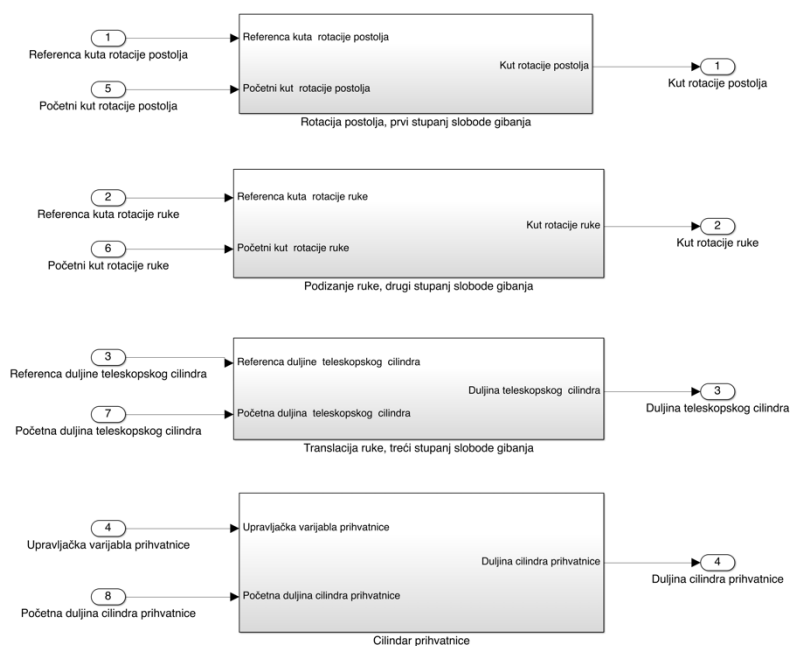 1
Referenca kuta rotacije postolja
5
Početni kut rotacije postolja
Referenca kuta rotacije postolja
Početni kut rotacije postolja
Kut rotacije postolja
1
Kut rotacije postolja
Rotacija postolja, prvi stupanj slobode gibanja
2
Referenca kuta rotacije ruke
6
Početni kut rotacije ruke
Referenca kuta rotacije ruke
Početni kut rotacije ruke
Kut rotacije ruke
2
Kut rotacije ruke
Podizanje ruke, drugi stupanj slobode gibanja
3
Referenca duljine teleskopskog cilindra
7
Početna duljina teleskopskog cilindra
Referenca duljine teleskopskog cilindra
Početna duljina teleskopskog cilindra
Duljina teleskopskog cilindra
3
Duljina teleskopskog cilindra
Translacija ruke, treći stupanj slobode gibanja
4
Upravljačka varijabla prihvatnice
8
Početna duljina cilindra prihvatnice
Upravljačka varijabla prihvatnice
Početna duljina cilindra prihvatnice
Duljina cilindra prihvatnice
4
Duljina cilindra prihvatnice
Cilindar prihvatnice